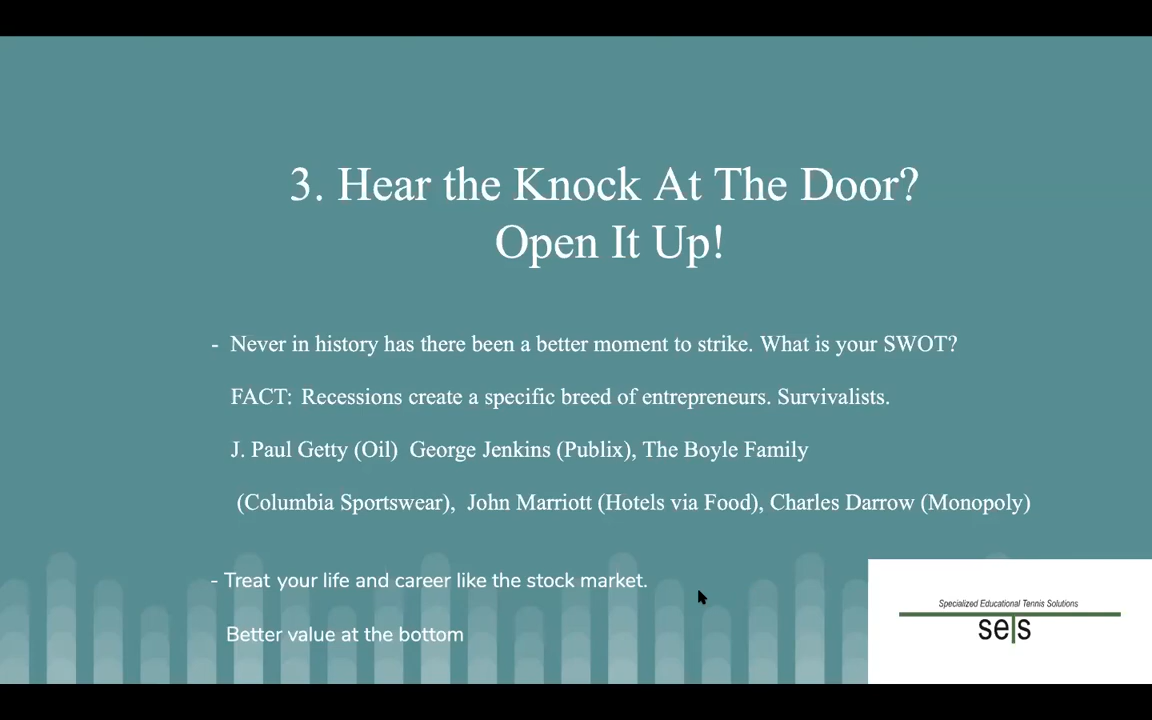 3. Hear the Knock At The Door?
Open It Up!
- Never in history has there been a better moment to strike. What is your SWOT?
FACT: Recessions create a specific breed of entrepreneurs. Survivalists.
J. Paul Getty (Oil) George Jenkins (Publix), The Boyle Family
(Columbia Sportswear), John Marriott (Hotels via Food), Charles Darrow (Monopoly)
- Treat your life and career like the stock market.
Better value at the bottom
Specialized Educational Tennis Solutions
sets